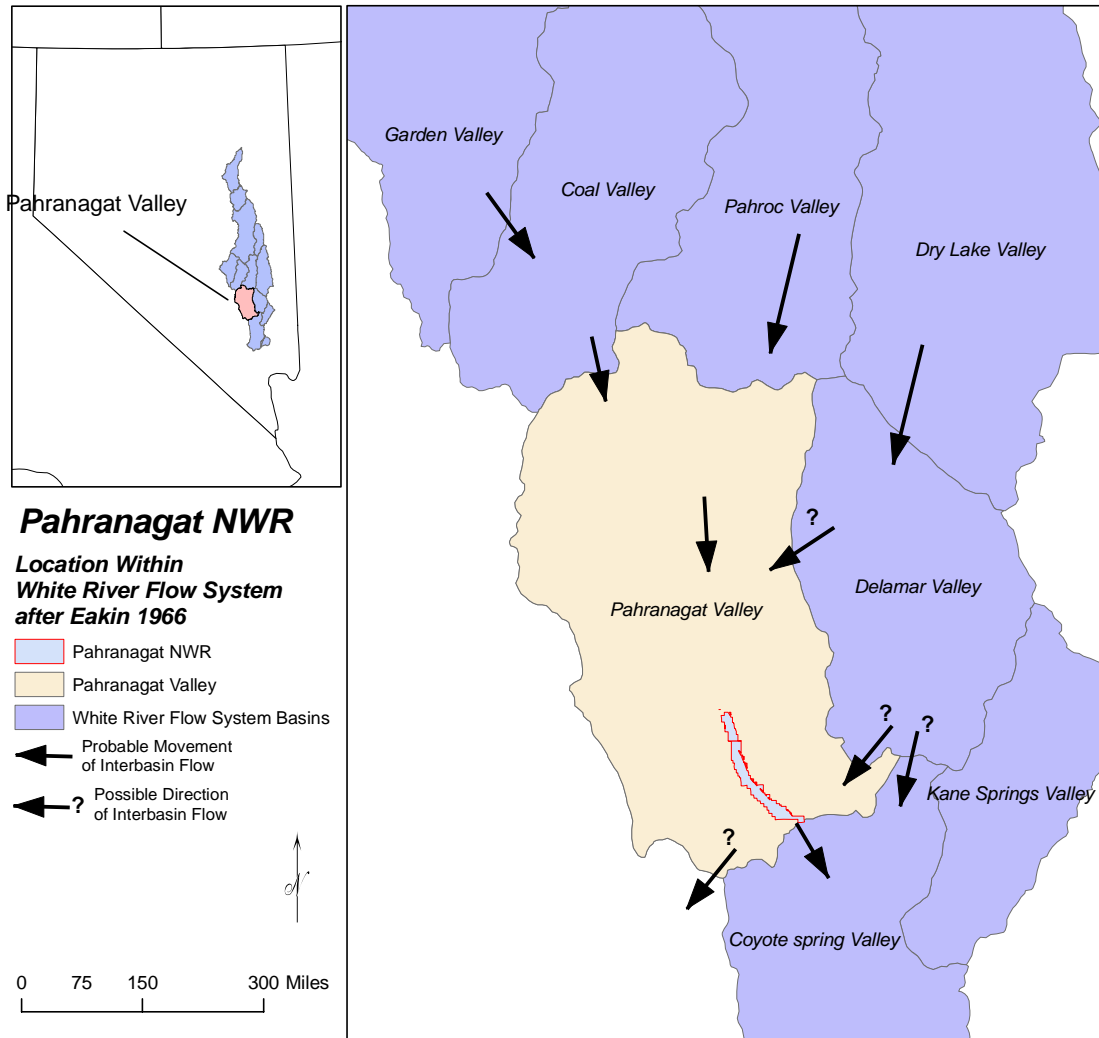 Pahranagat Valley
Pahranagat NWR
Location Within
White River Flow System
after Eakin 1966
Pahranagat NWR
Pahranagat Valley
White River Flow System Basins
Probable Movement
of Interbasin Flow
? Possible Direction
of Interbasin Flow
N
0 75 150 300 Miles
Garden Valley
Coal Valley
Pahroc Valley
Dry Lake Valley
?
Delamar Valley
Pahranagat Valley
?
?
Kane Springs Valley
?
Coyote spring Valley